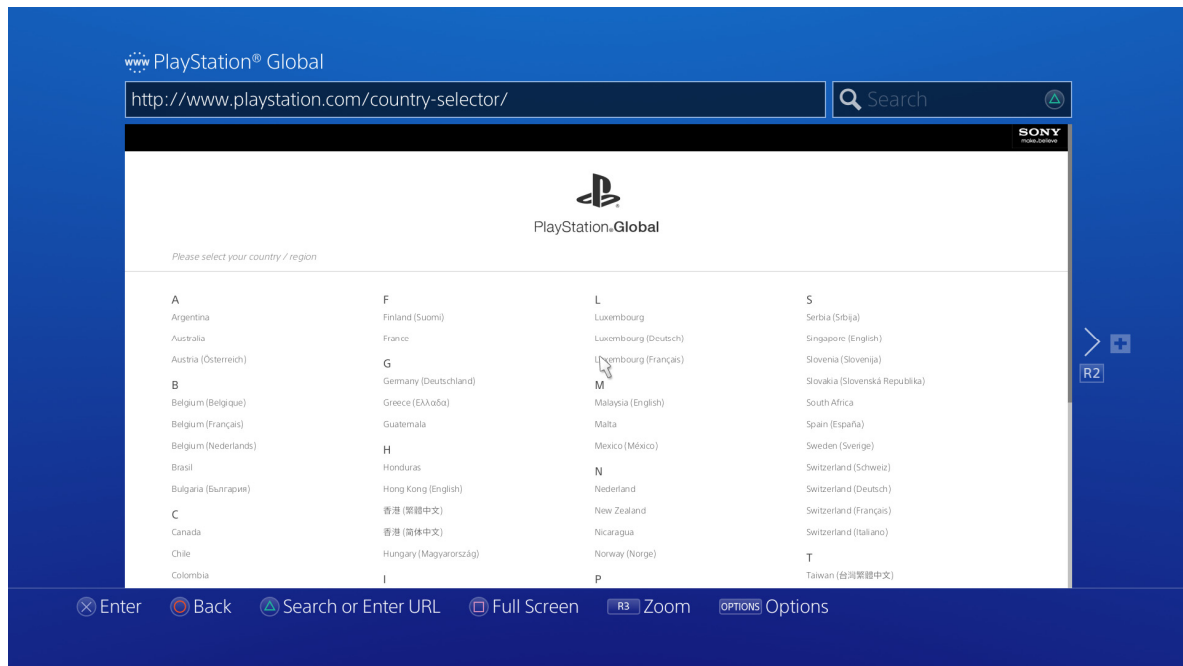 www PlayStation® Global
http://www.playstation.com/country-selector/
Search
SONY
make.believe
PlayStation®Global
Please select your country / region
A
Argentina
Australia
Austria (Österreich)
B
Belgium (Belgique)
Belgium (Français)
Belgium (Nederlands)
Brasil
Bulgaria (България)
C
Canada
Chile
Colombia
F
Finland (Suomi)
France
G
Germany (Deutschland)
Greece (Ελλαδα)
Guatemala
H
Honduras
Hong Kong (English)
香港 (繁體中文)
香港 (简体中文)
Hungary (Magyarország)
I
L
Luxembourg
Luxembourg (Deutsch)
Luxembourg (Français)
M
Malaysia (English)
Malta
Mexico (México)
N
Nederland
New Zealand
Nicaragua
Norway (Norge)
P
S
Serbia (Srbija)
Singapore (English)
Slovenia (Slovenija)
Slovakia (Slovenská Republika)
South Africa
Spain (España)
Sweden (Sverige)
Switzerland (Schweiz)
Switzerland (Deutsch)
Switzerland (Français)
Switzerland (Italiano)
T
Taiwan (台灣繁體中文)
R2
Enter Back Search or Enter URL Full Screen R3 Zoom OPTIONS Options